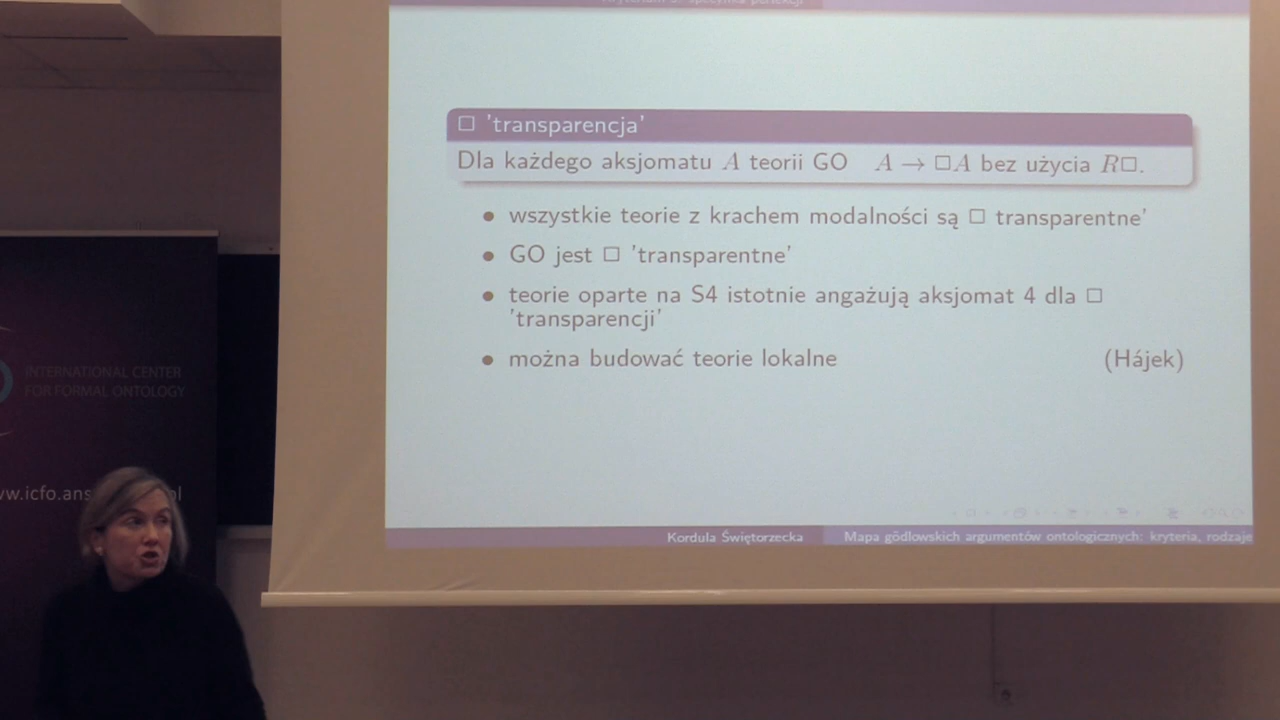 □ 'transparencja'
Dla każdego aksjomatu A teorii GO A → □A bez użycia R□.
• wszystkie teorie z krachem modalności są □ transparentne'
• GO jest □ 'transparentne'
• teorie oparte na S4 istotnie angażują aksjomat 4 dla □
'transparencji'
• można budować teorie lokalne (Hájek)
Kordula Świętorzecka Mapa gödlowskich argumentów ontologicznych: kryteria, rodzaje
INTERNATIONAL CENTER
FOR FORMAL ONTOLOGY